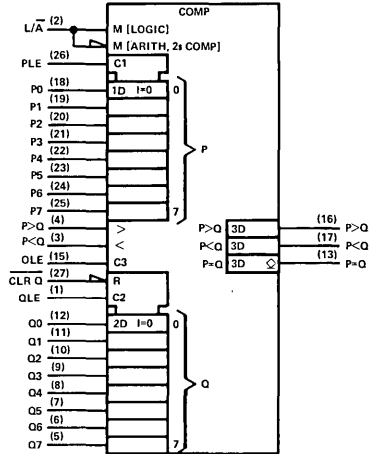 COMP
L/A̅ (2) M [LOGIC]
M [ARITH, 2s COMP]
PLE (26) C1
P0 (18) 1D I=0 0
P1 (19)
P2 (20)
P3 (21)
P4 (22) P
P5 (23)
P6 (24)
P7 (25) 7
P>Q (4) > P>Q 3D (16) P>Q
P<Q (3) < P<Q 3D (17) P<Q
OLE (15) C3 P=Q 3D (13) P=Q
C̅L̅R̅ Q̅ (27) R
QLE (1) C2
Q0 (12) 2D I=0 0
Q1 (11)
Q2 (10)
Q3 (9)
Q4 (8) Q
Q5 (7)
Q6 (6)
Q7 (5) 7